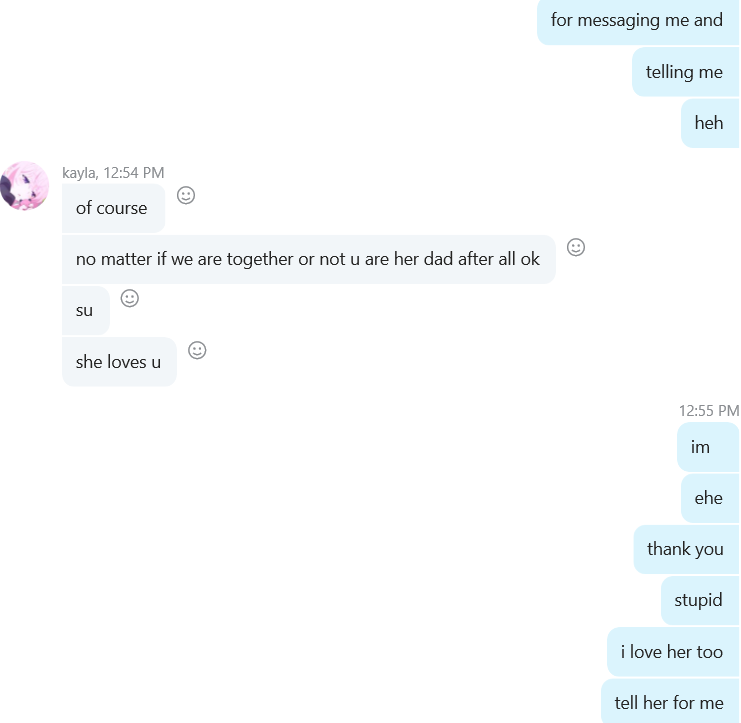 for messaging me and
telling me
heh
kayla, 12:54 PM
of course
no matter if we are together or not u are her dad after all ok
su
she loves u
12:55 PM
im
ehe
thank you
stupid
i love her too
tell her for me